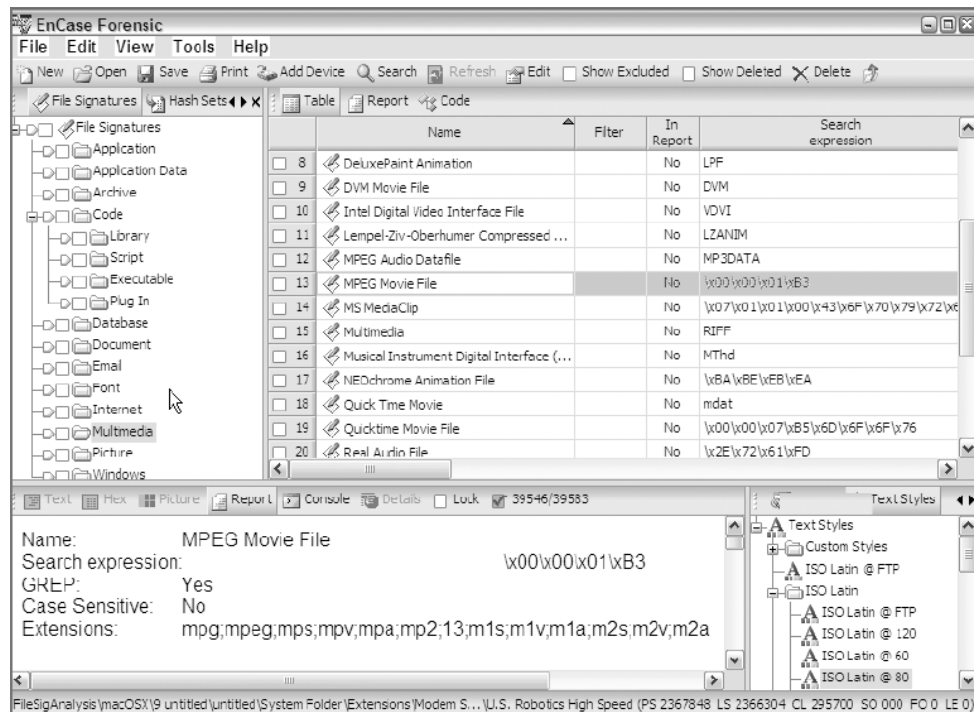 EnCase Forensic
File Edit View Tools Help
New Open Save Print Add Device Search Refresh Edit Show Excluded Show Deleted Delete
File Signatures Hash Sets
Table Report Code
File Signatures
Application
Application Data
Archive
Code
Library
Script
Executable
Plug In
Database
Document
Email
Font
Internet
Multimedia
Picture
Windows
Name Filter In Report Search expression
8 DeluxePaint Animation No LPF
9 DVM Movie File No DVM
10 Intel Digital Video Interface File No VDVI
11 Lempel-Ziv-Oberhumer Compressed ... No LZANIM
12 MPEG Audio Datafile No MP3DATA
13 MPEG Movie File No \x00\x00\x01\xB3
14 MS MediaClip No \x07\x01\x01\x00\x43\x6F\x70\x79\x72\x6
15 Multimedia No RIFF
16 Musical Instrument Digital Interface (... No MThd
17 NEOchrome Animation File No \xBA\xBE\xEB\xEA
18 Quick Time Movie No mdat
19 Quicktime Movie File No \x00\x00\x07\xB5\x6D\x6F\x6F\x76
20 Real Audio File No \x2E\x72\x61\xFD
Text Hex Picture Report Console Details Lock 39546/39583
Name: MPEG Movie File
Search expression: \x00\x00\x01\xB3
GREP: Yes
Case Sensitive: No
Extensions: mpg;mpeg;mps;mpv;mpa;mp2;13;m1s;m1v;m1a;m2s;m2v;m2a
Text Styles
Text Styles
Custom Styles
ISO Latin @ FTP
ISO Latin
ISO Latin @ FTP
ISO Latin @ 120
ISO Latin @ 60
ISO Latin @ 80
FileSigAnalysis\macOSX\9 untitled\untitled\System Folder\Extensions\Modem S...\U.S. Robotics High Speed (PS 2367848 LS 2366304 CL 295700 SO 000 FO 0 LE 0)